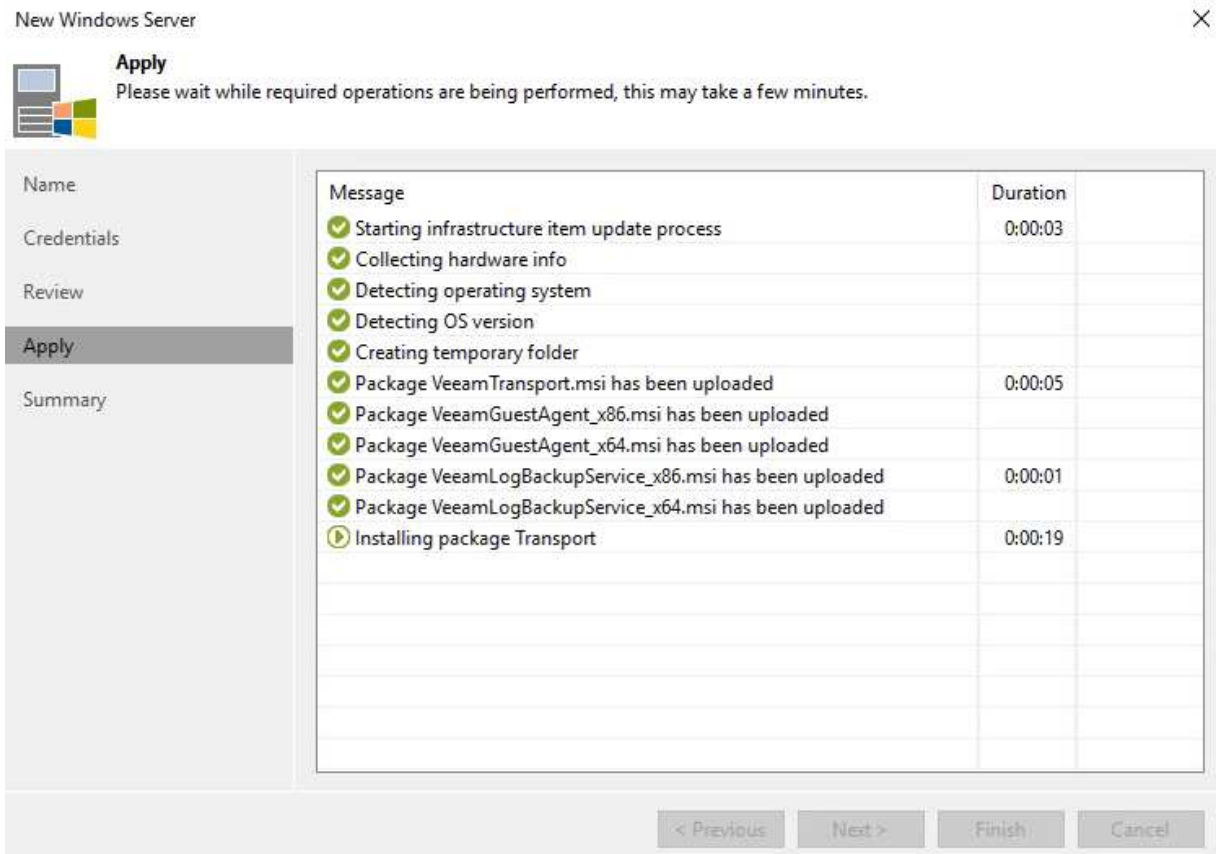 New Windows Server
Apply
Please wait while required operations are being performed, this may take a few minutes.
Name
Credentials
Review
Apply
Summary
Message Duration
Starting infrastructure item update process 0:00:03
Collecting hardware info
Detecting operating system
Detecting OS version
Creating temporary folder
Package VeeamTransport.msi has been uploaded 0:00:05
Package VeeamGuestAgent_x86.msi has been uploaded
Package VeeamGuestAgent_x64.msi has been uploaded
Package VeeamLogBackupService_x86.msi has been uploaded 0:00:01
Package VeeamLogBackupService_x64.msi has been uploaded
Installing package Transport 0:00:19
< Previous Next > Finish Cancel